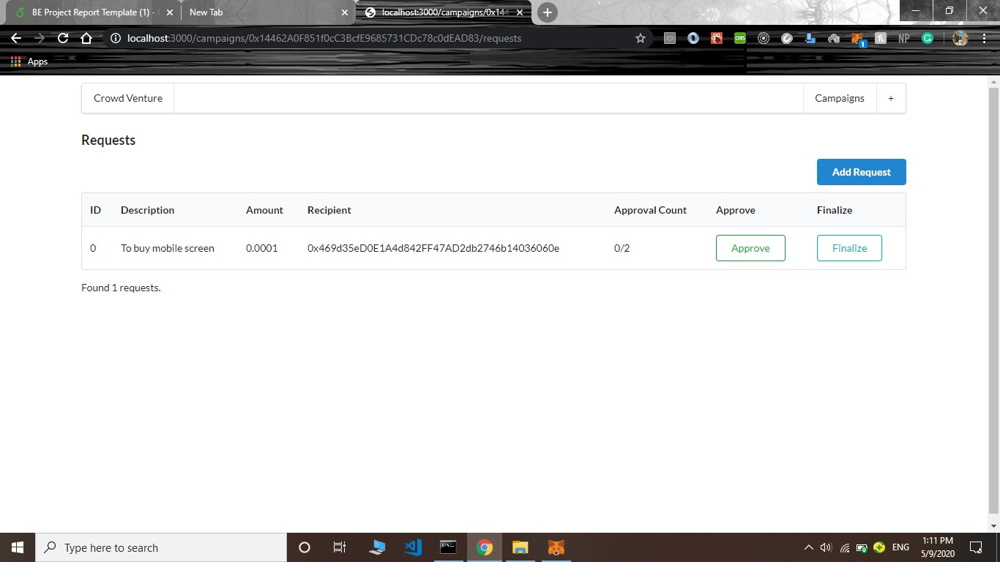 BE Project Report Template (1) -
New Tab
localhost:3000/campaigns/0x144
localhost:3000/campaigns/0x14462A0F851f0cC3BcfE9685731CDc78c0dEAD83/requests
CORS
1
NP
Apps
Crowd Venture
Campaigns
+
Requests
Add Request
ID Description Amount Recipient Approval Count Approve Finalize
0 To buy mobile screen 0.0001 0x469d35eD0E1A4d842FF47AD2db2746b14036060e 0/2 Approve Finalize
Found 1 requests.
Type here to search
ENG
1:11 PM
5/9/2020